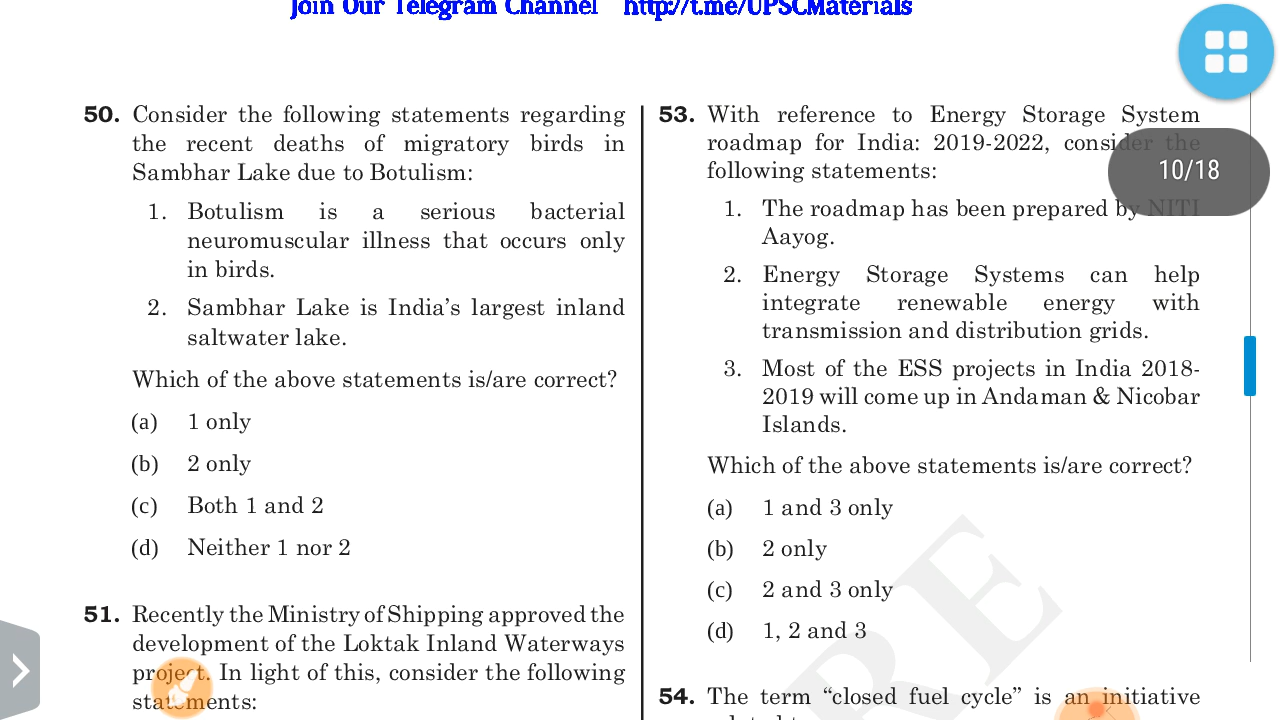 Join Our Telegram Channel http://t.me/UPSCMaterials
50. Consider the following statements regarding
the recent deaths of migratory birds in
Sambhar Lake due to Botulism:
1. Botulism is a serious bacterial
neuromuscular illness that occurs only
in birds.
2. Sambhar Lake is India's largest inland
saltwater lake.
Which of the above statements is/are correct?
(a) 1 only
(b) 2 only
(c) Both 1 and 2
(d) Neither 1 nor 2
51. Recently the Ministry of Shipping approved the
development of the Loktak Inland Waterways
project. In light of this, consider the following
statements:
53. With reference to Energy Storage System
roadmap for India: 2019-2022, consider the
following statements:
10/18
1. The roadmap has been prepared by NITI
Aayog.
2. Energy Storage Systems can help
integrate renewable energy with
transmission and distribution grids.
3. Most of the ESS projects in India 2018-
2019 will come up in Andaman & Nicobar
Islands.
Which of the above statements is/are correct?
(a) 1 and 3 only
(b) 2 only
(c) 2 and 3 only
(d) 1, 2 and 3
54. The term "closed fuel cycle" is an initiative
RE